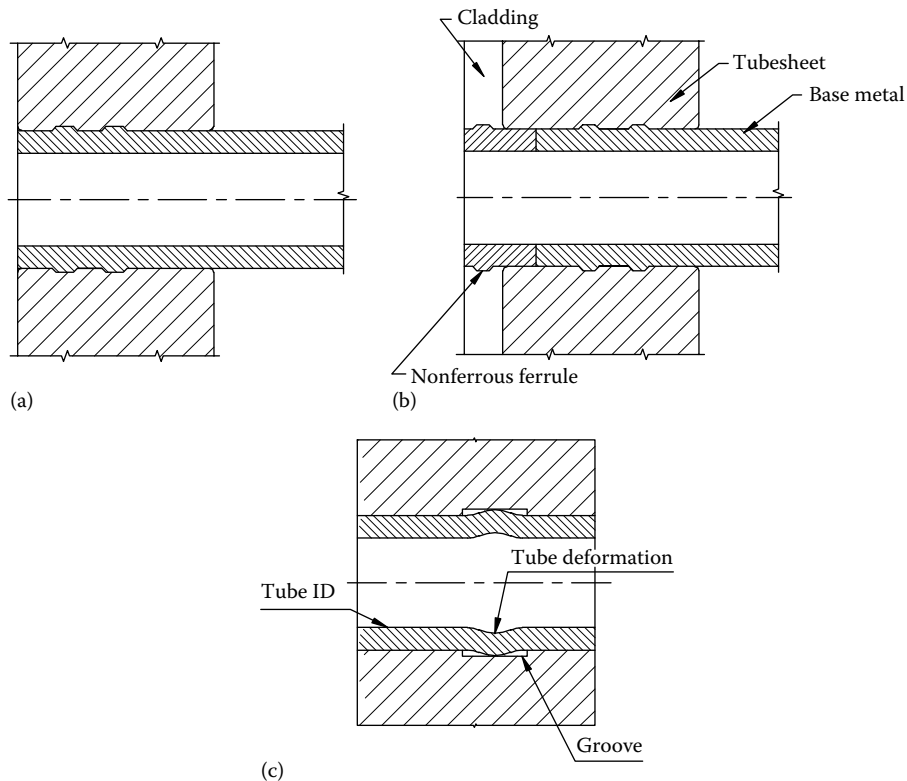 Cladding
Tubesheet
Base metal
Nonferrous ferrule
(a)
(b)
Tube deformation
Tube ID
Groove
(c)